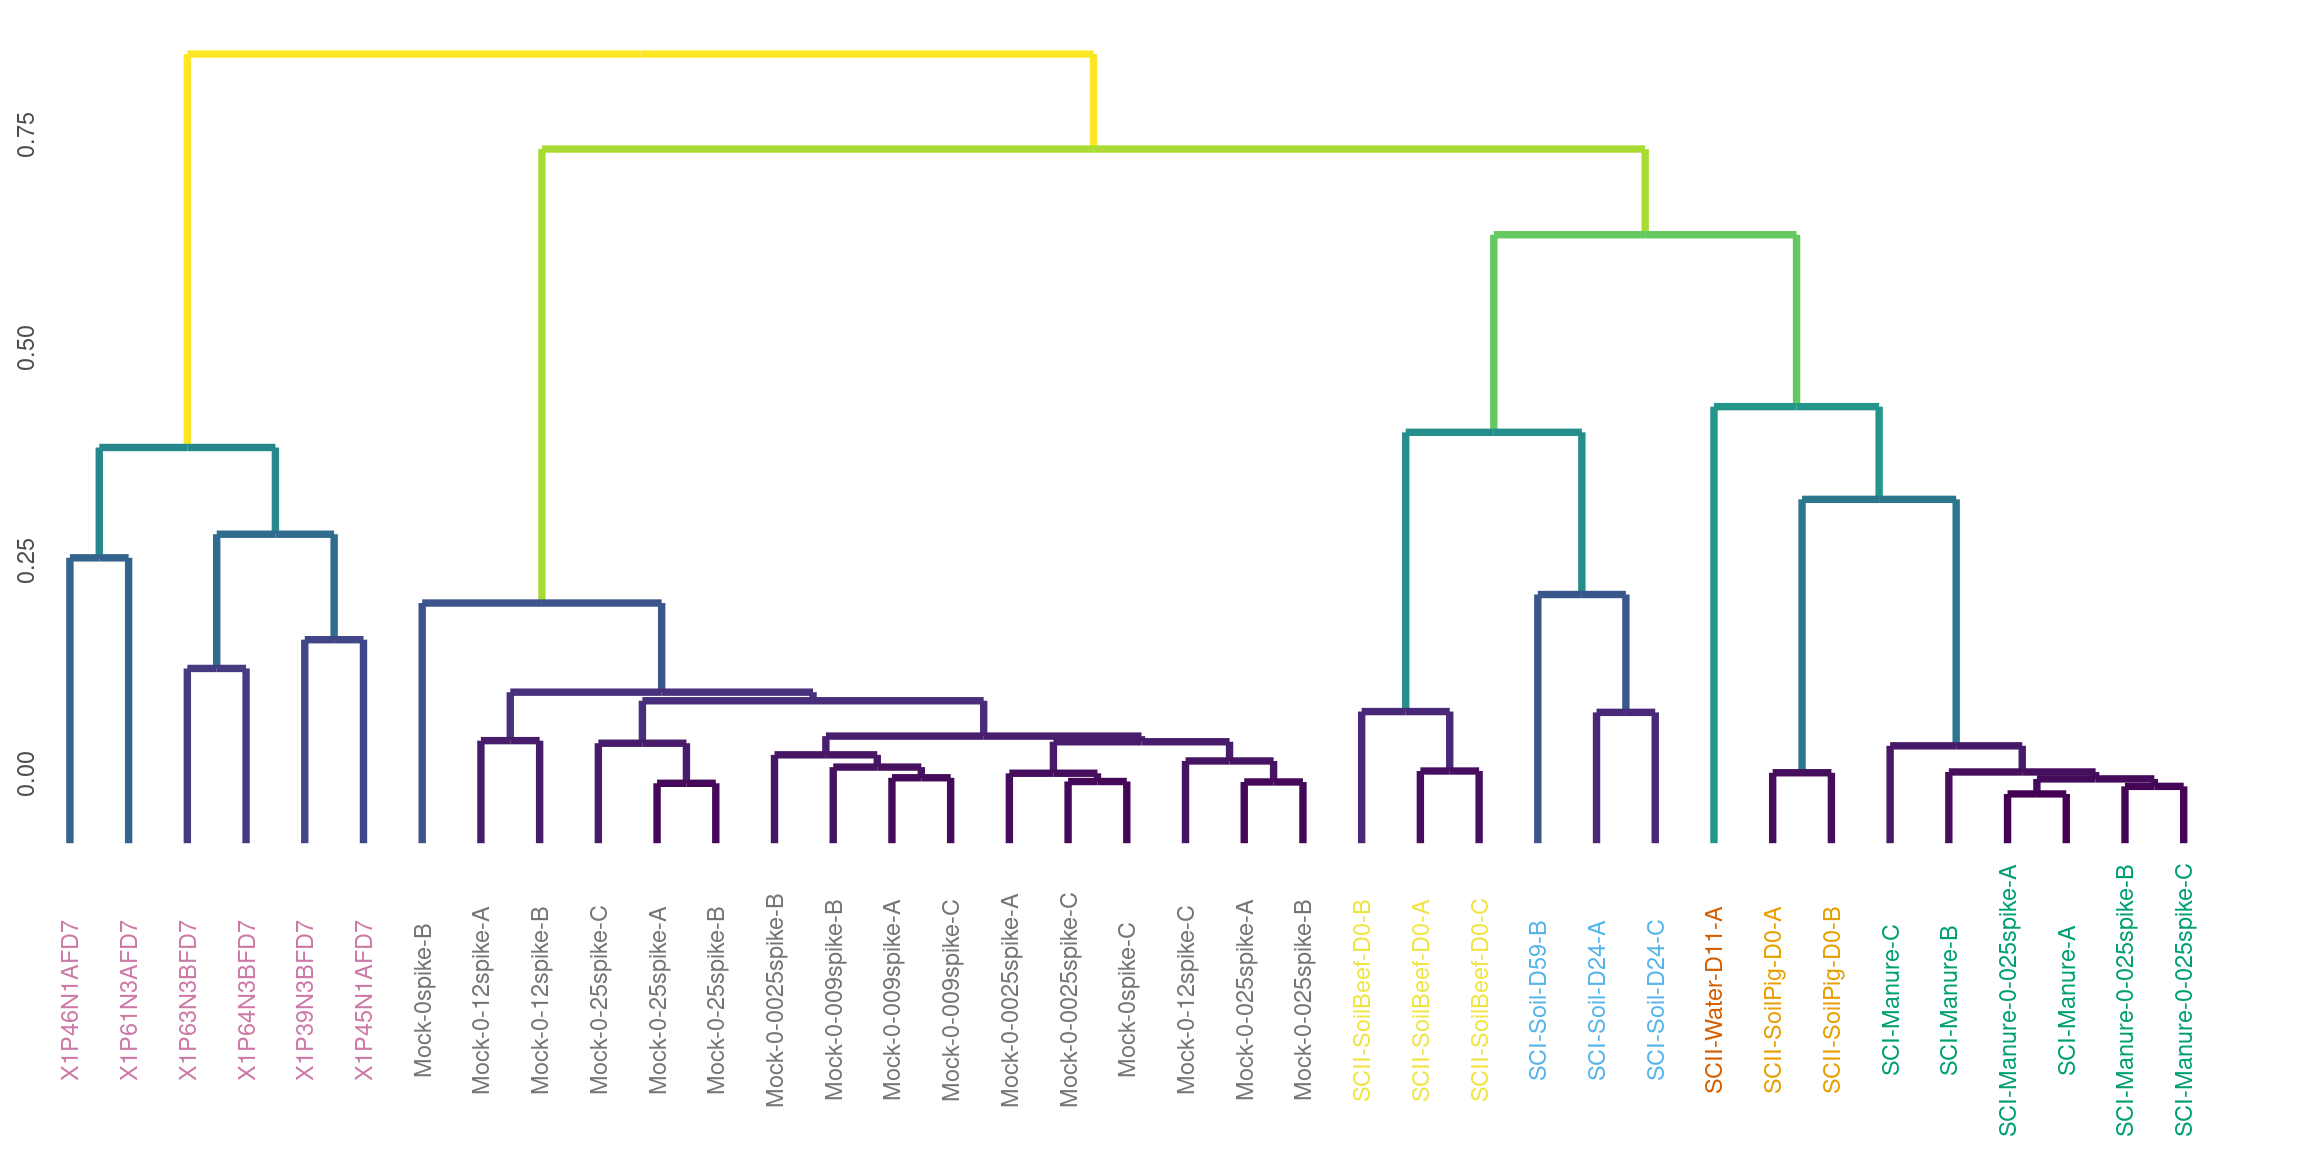 0.75
0.50
0.25
0.00
X1P46N1AFD7
X1P61N3AFD7
X1P63N3BFD7
X1P64N3BFD7
X1P39N3BFD7
X1P45N1AFD7
Mock-0spike-B
Mock-0-12spike-A
Mock-0-12spike-B
Mock-0-25spike-C
Mock-0-25spike-A
Mock-0-25spike-B
Mock-0-0025spike-B
Mock-0-009spike-B
Mock-0-009spike-A
Mock-0-009spike-C
Mock-0-0025spike-A
Mock-0-0025spike-C
Mock-0spike-C
Mock-0-12spike-C
Mock-0-025spike-A
Mock-0-025spike-B
SCII-SoilBeef-D0-B
SCII-SoilBeef-D0-A
SCII-SoilBeef-D0-C
SCI-Soil-D59-B
SCI-Soil-D24-A
SCI-Soil-D24-C
SCII-Water-D11-A
SCII-SoilPig-D0-A
SCII-SoilPig-D0-B
SCI-Manure-C
SCI-Manure-B
SCI-Manure-0-025spike-A
SCI-Manure-A
SCI-Manure-0-025spike-B
SCI-Manure-0-025spike-C